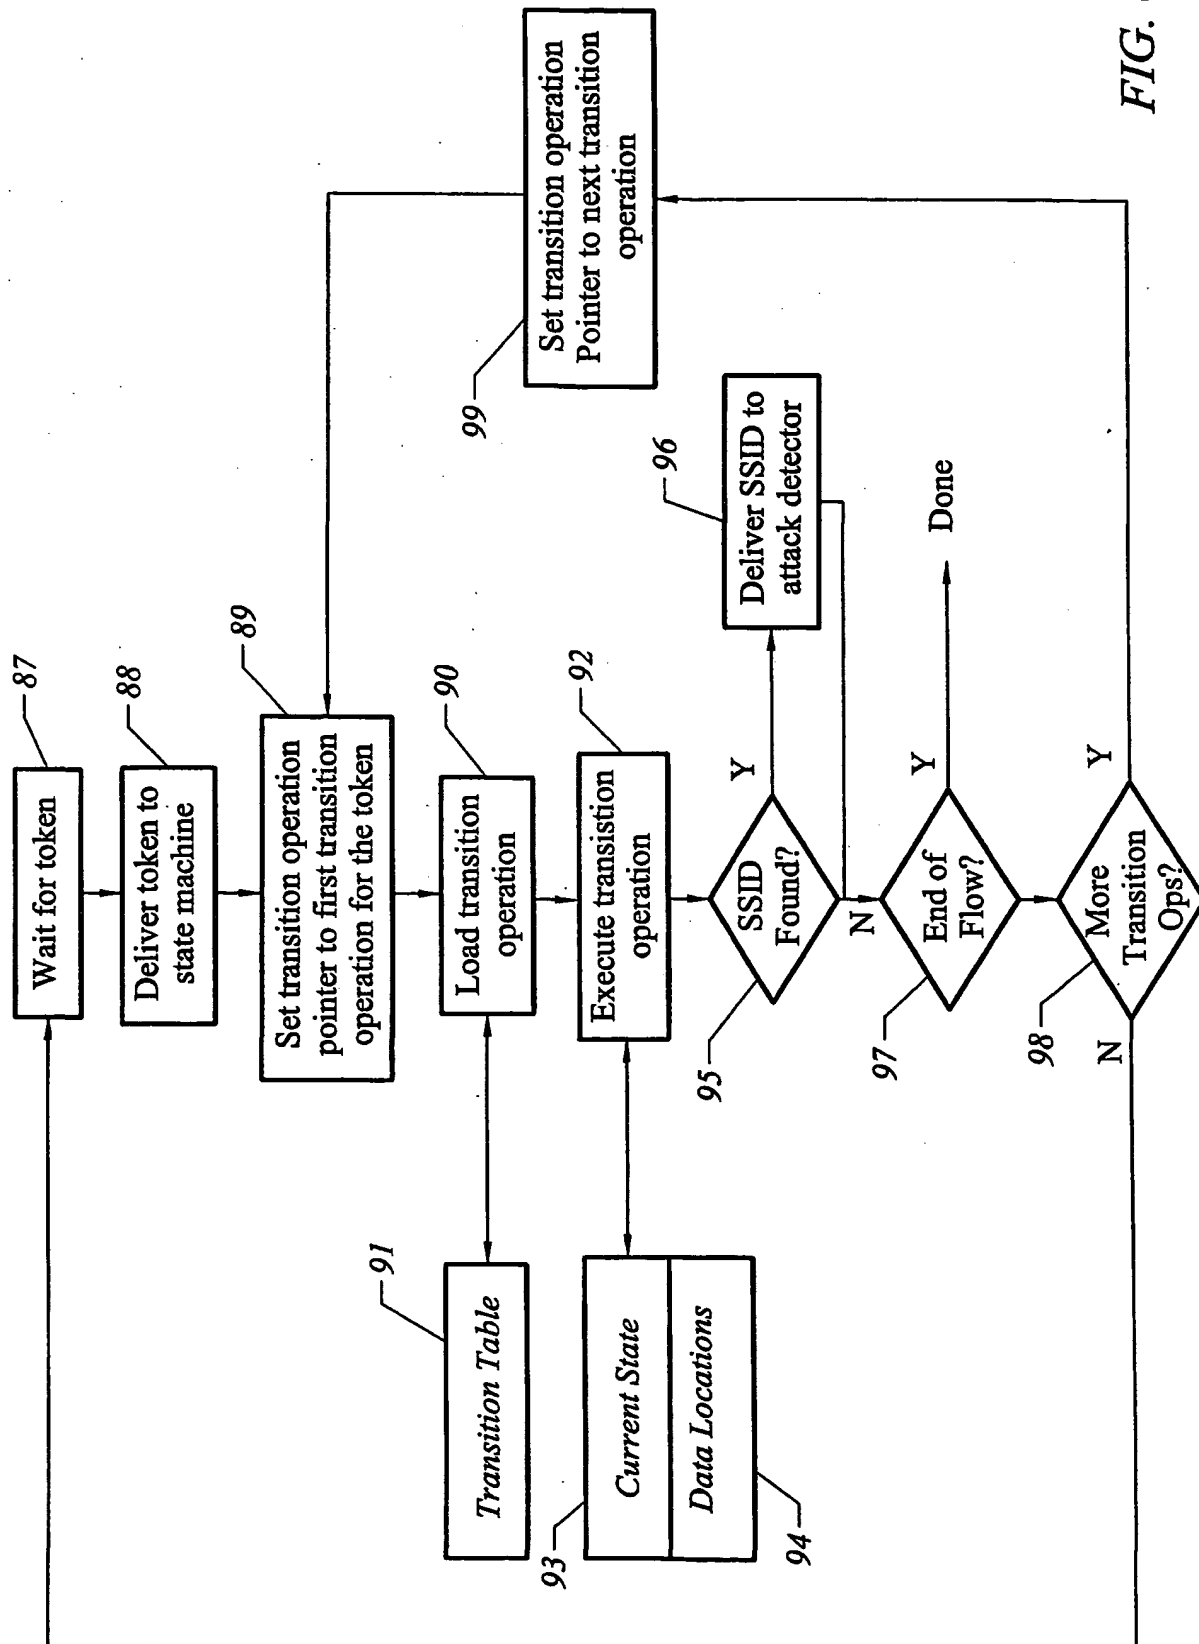 87
Wait for token
88
Deliver token to
state machine
89
Set transition operation
pointer to first transition
operation for the token
90
Load transition
operation
91
Transition Table
92
Execute transistion
operation
93
Current State
Data Locations
94
95
SSID
Found?
Y
N
96
Deliver SSID to
attack detector
97
End of
Flow?
Y
Done
98
More
Transition
Ops?
Y
N
99
Set transition operation
Pointer to next transition
operation
FIG.